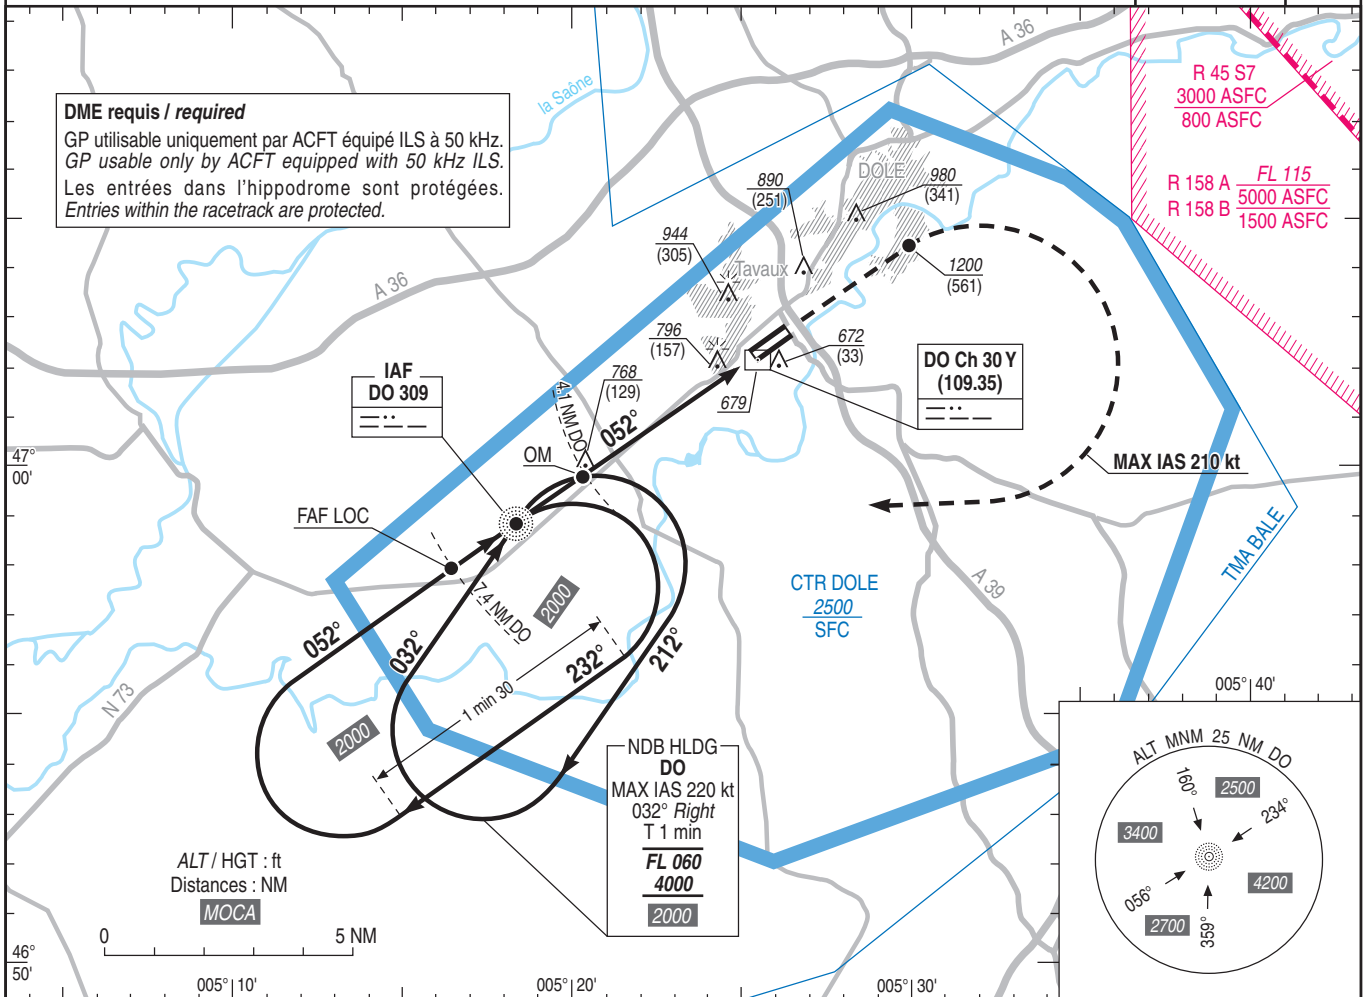 DME requis / required
GP utilisable uniquement par ACFT équipé ILS à 50 kHz.
GP usable only by ACFT equipped with 50 kHz ILS.
Les entrées dans l'hippodrome sont protégées.
Entries within the racetrack are protected.
la Saône
A 36
R 45 S7
3000 ASFC
800 ASFC
R 158 A
R 158 B
FL 115
5000 ASFC
1500 ASFC
DOLE
890
(251)
980
(341)
944
(305)
Tavaux
1200
(561)
A 36
796
(157)
672
(33)
768
(129)
679
IAF
DO 309
DO Ch 30 Y
(109.35)
4.1 NM DO
052°
OM
MAX IAS 210 kt
47°
00'
FAF LOC
TMA BALE
7.4 NM DO
2000
CTR DOLE
2500
SFC
A 39
052°
032°
232°
212°
1 min 30
N 73
2000
005° 40'
NDB HLDG
DO
MAX IAS 220 kt
032° Right
T 1 min
FL 060
4000
2000
ALT MNM 25 NM DO
160°
2500
234°
3400
4200
056°
2700
359°
ALT / HGT : ft
Distances : NM
MOCA
0
5 NM
46°
50'
005° 10'
005° 20'
005° 30'